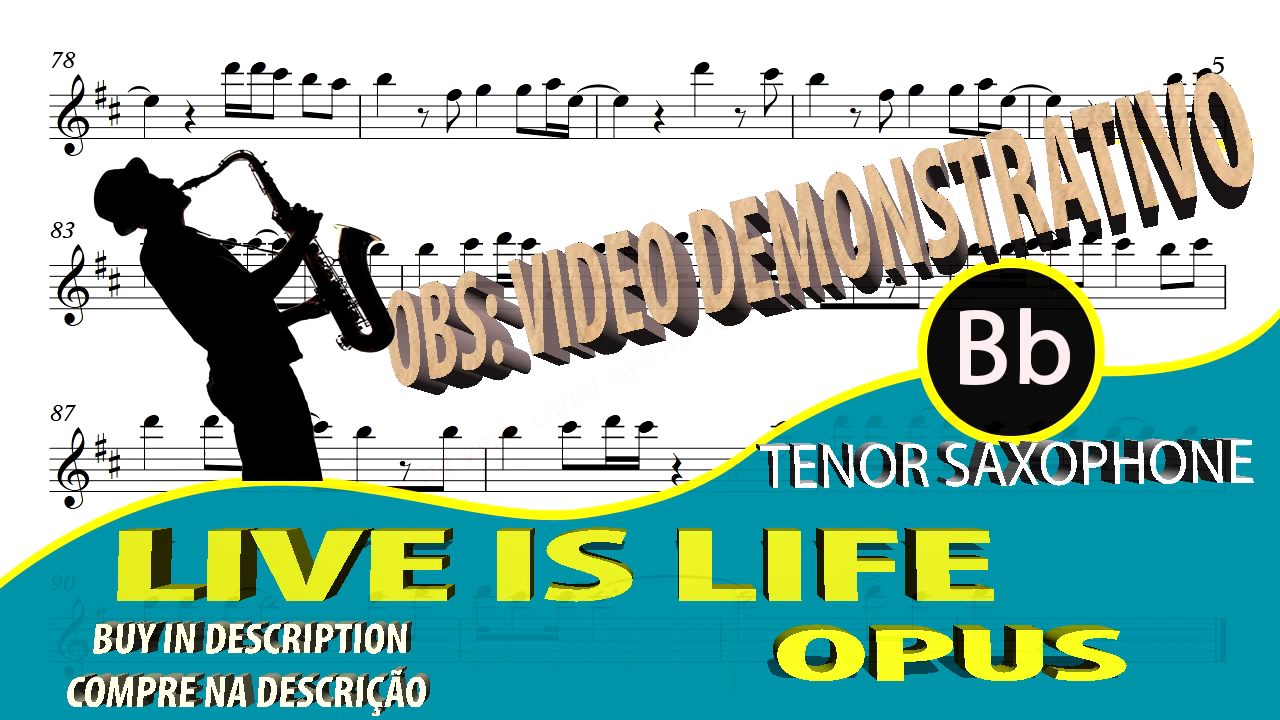 78
5
OBS: VIDEO DEMONSTRATIVO
83
Bb
87
TENOR SAXOPHONE
LIVE IS LIFE
90
BUY IN DESCRIPTION
OPUS
COMPRE NA DESCRIÇÃO